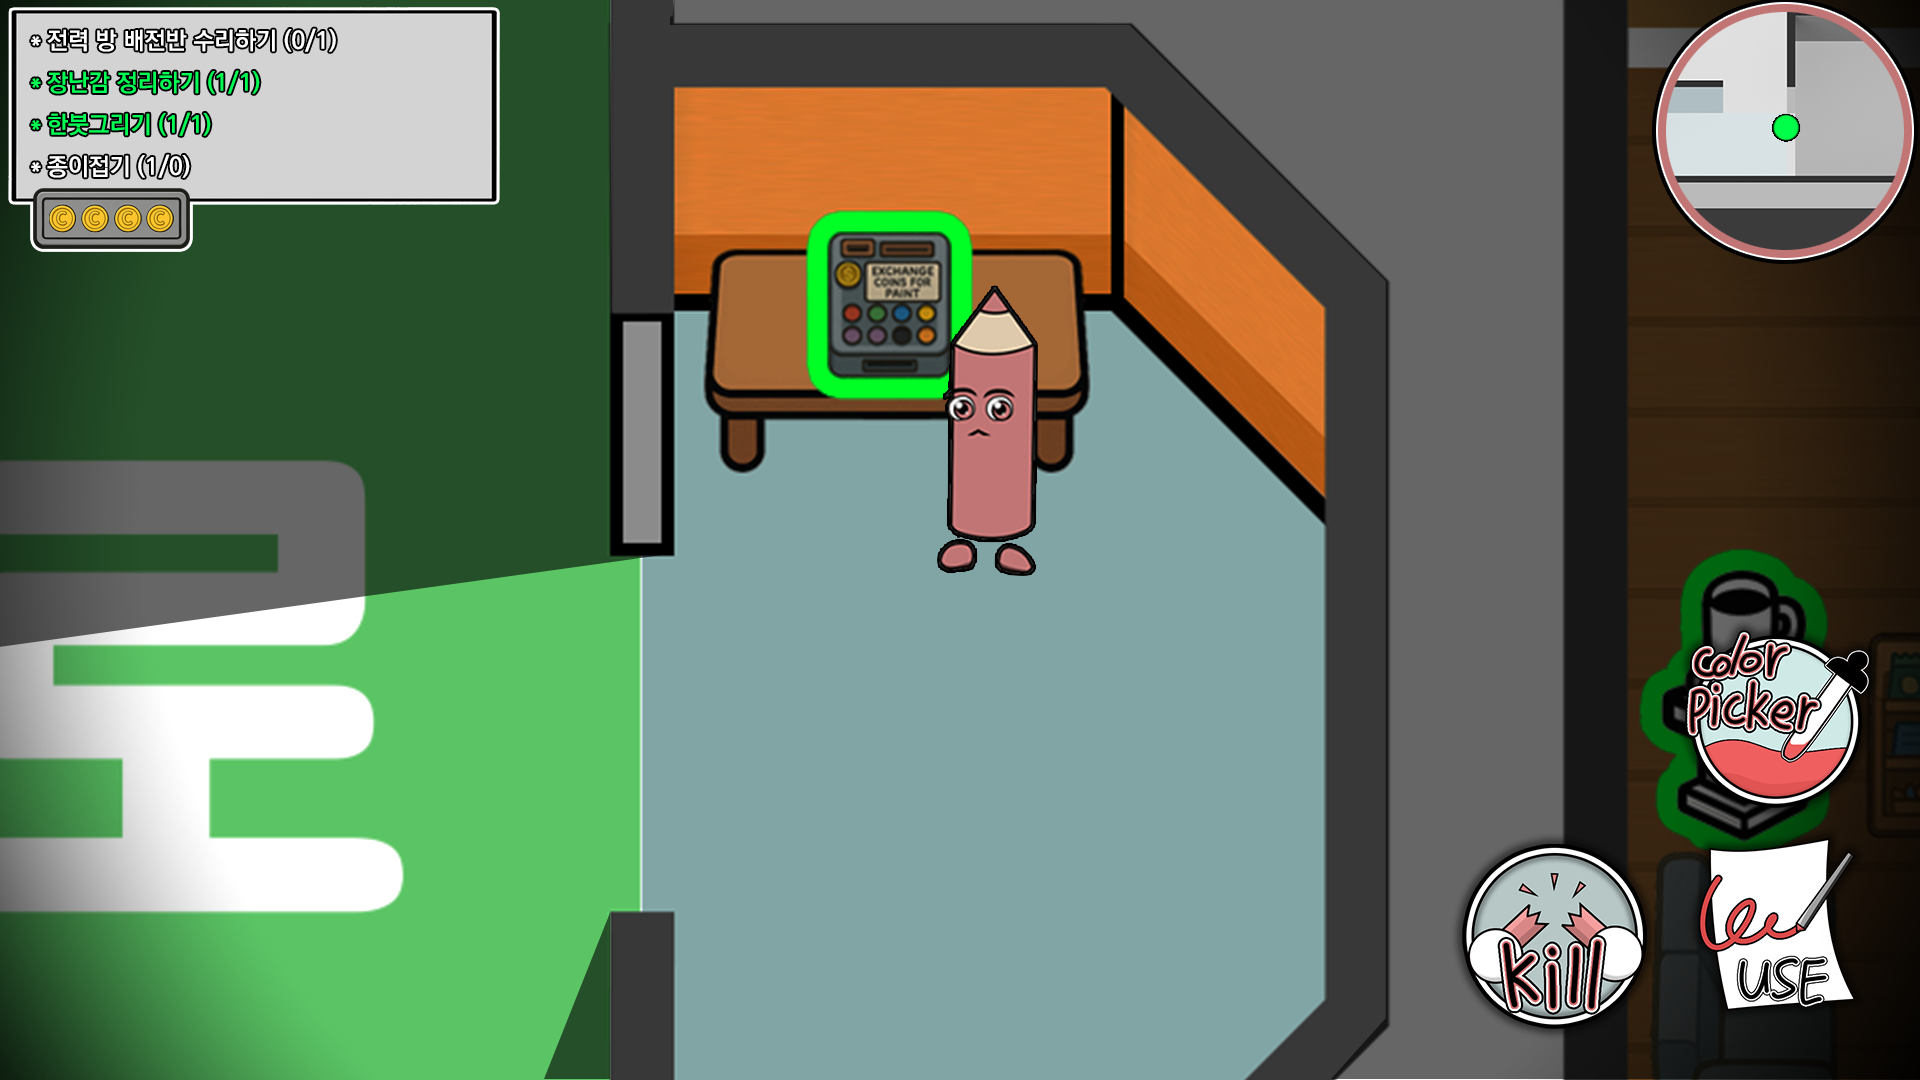 * 전력 방 배전반 수리하기 (0/1)
* 장난감 정리하기 (1/1)
* 한붓그리기 (1/1)
* 종이접기 (1/0)
EXCHANGE
COINS FOR
PAINT
color
Picker
kill
USE